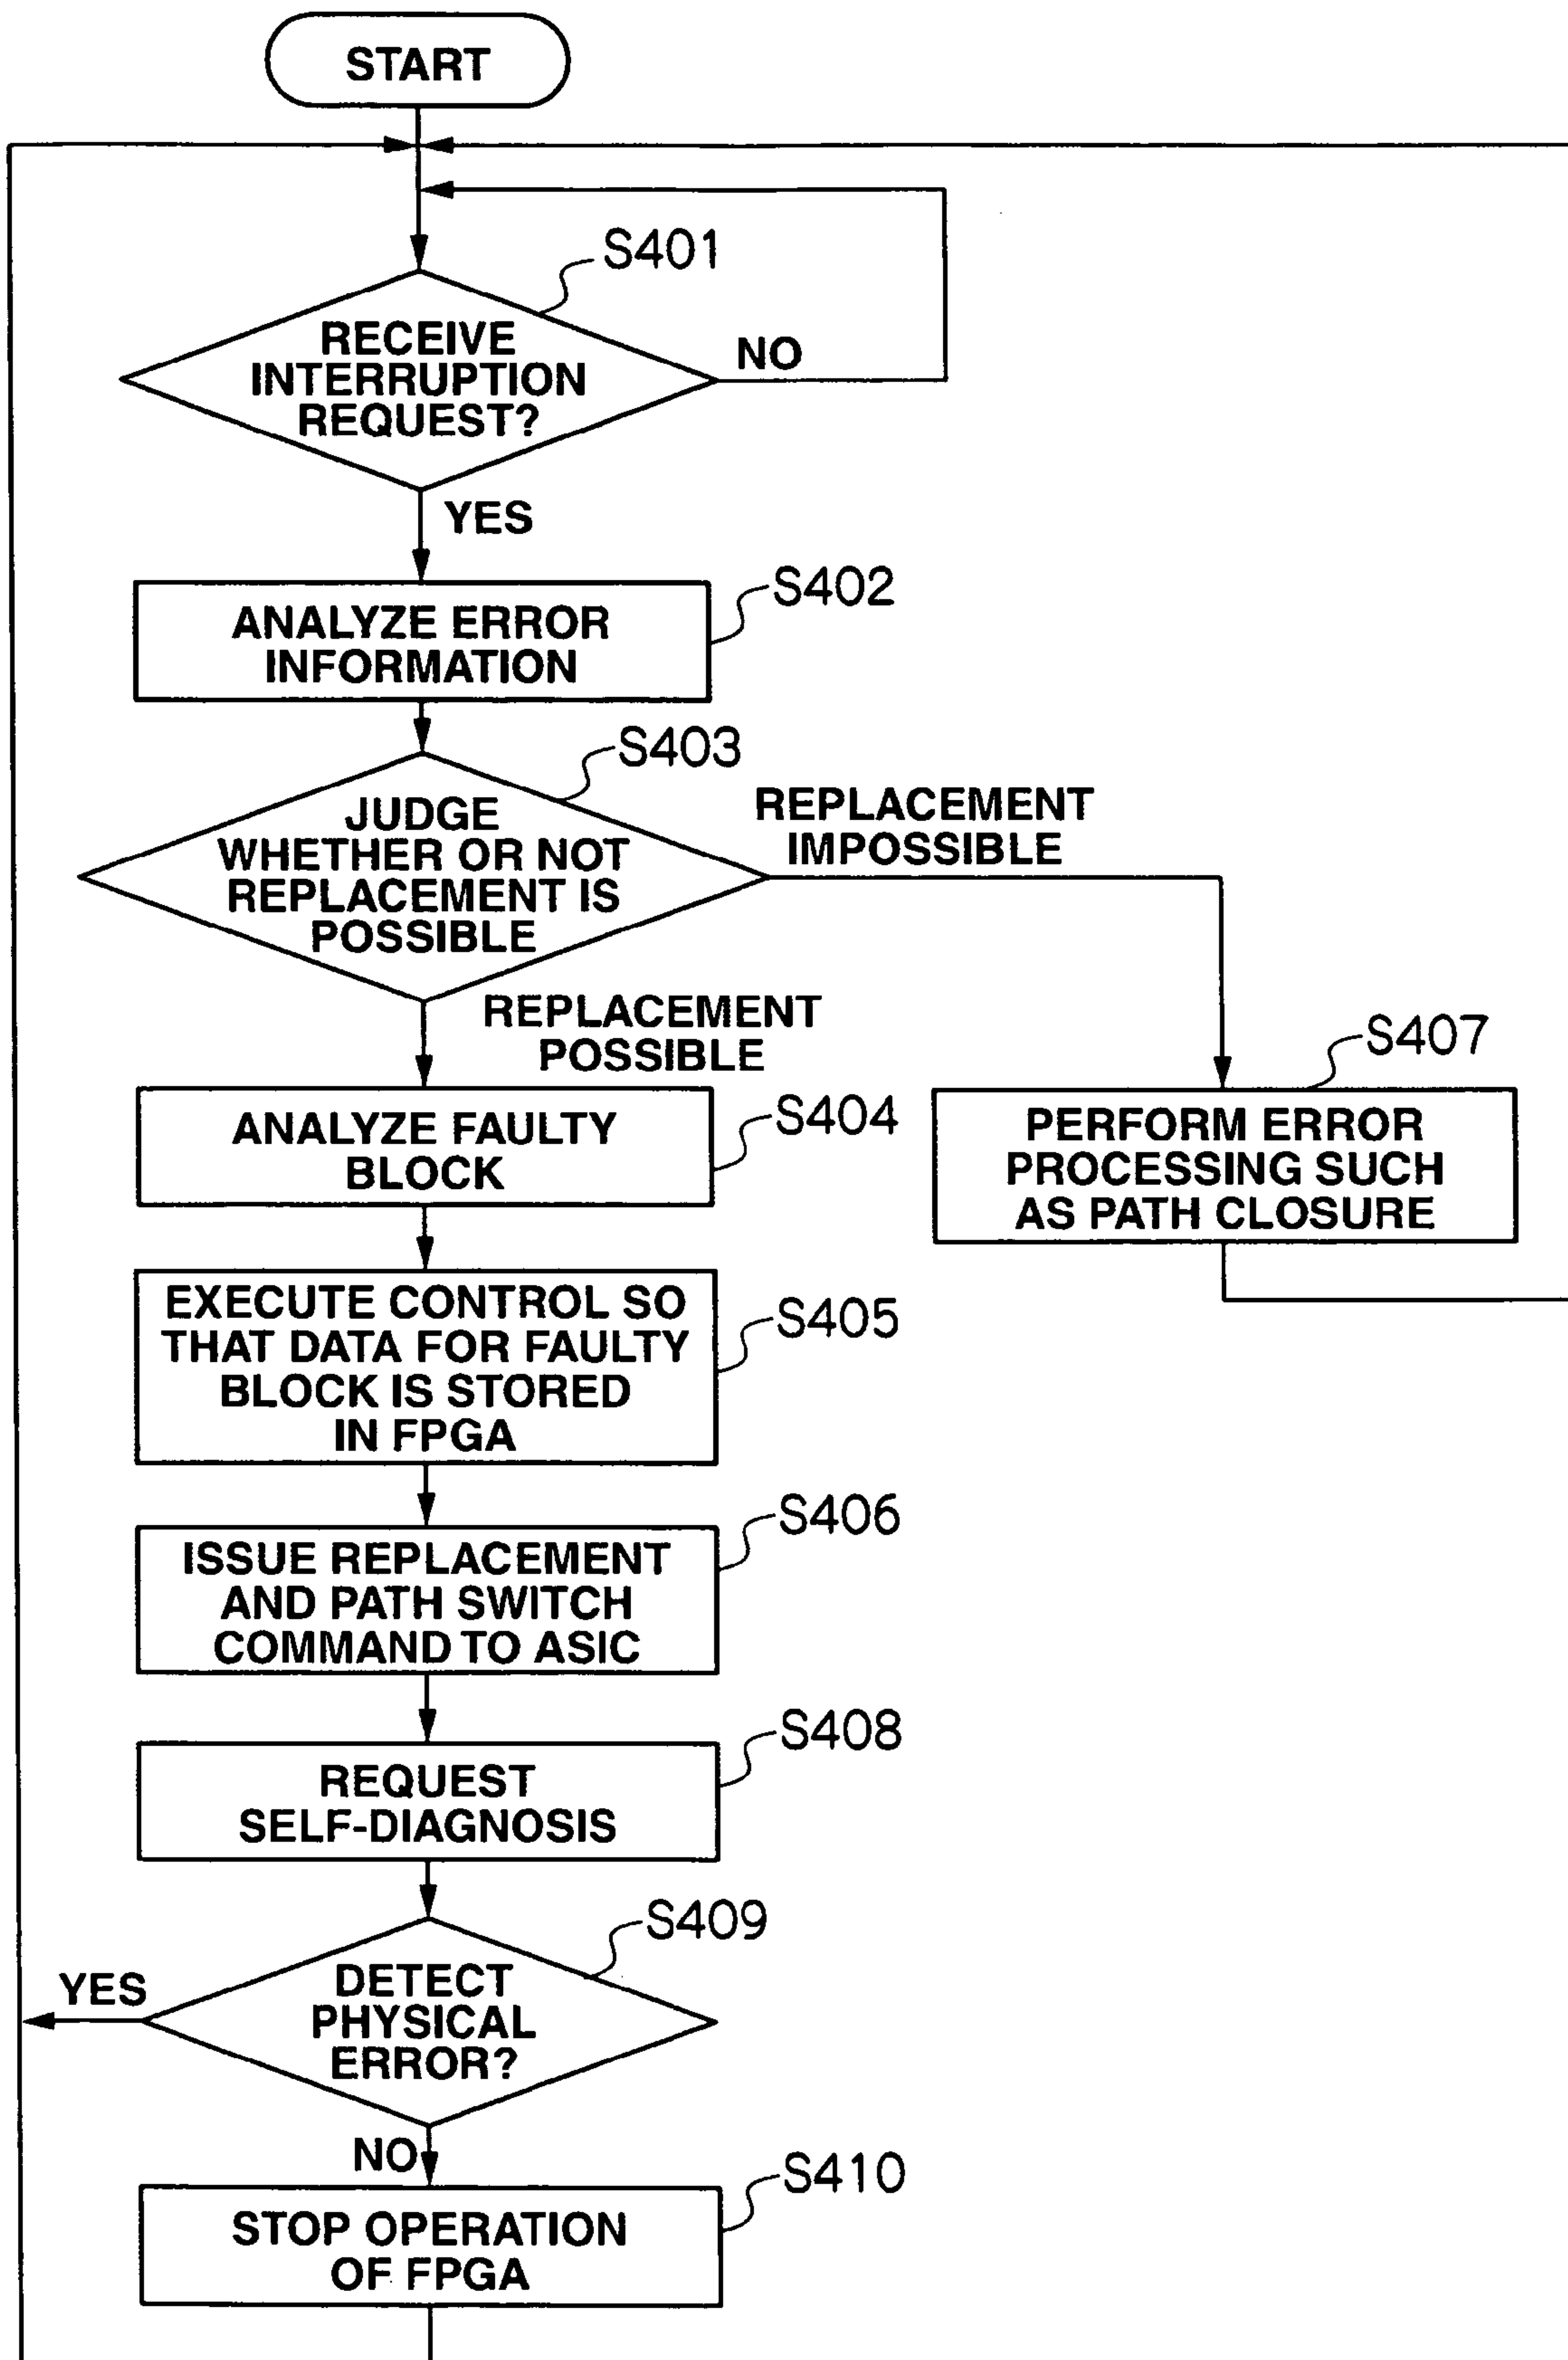 START
S401
RECEIVE
INTERRUPTION
REQUEST?
NO
YES
S402
ANALYZE ERROR
INFORMATION
S403
JUDGE
WHETHER OR NOT
REPLACEMENT IS
POSSIBLE
REPLACEMENT
IMPOSSIBLE
REPLACEMENT
POSSIBLE
S404
ANALYZE FAULTY
BLOCK
S407
PERFORM ERROR
PROCESSING SUCH
AS PATH CLOSURE
S405
EXECUTE CONTROL SO
THAT DATA FOR FAULTY
BLOCK IS STORED
IN FPGA
S406
ISSUE REPLACEMENT
AND PATH SWITCH
COMMAND TO ASIC
S408
REQUEST
SELF-DIAGNOSIS
S409
DETECT
PHYSICAL
ERROR?
YES
NO
S410
STOP OPERATION
OF FPGA